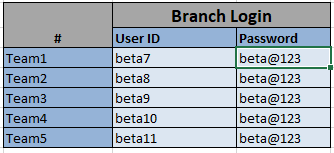 Branch Login
# User ID Password
Team1 beta7 beta@123
Team2 beta8 beta@123
Team3 beta9 beta@123
Team4 beta10 beta@123
Team5 beta11 beta@123